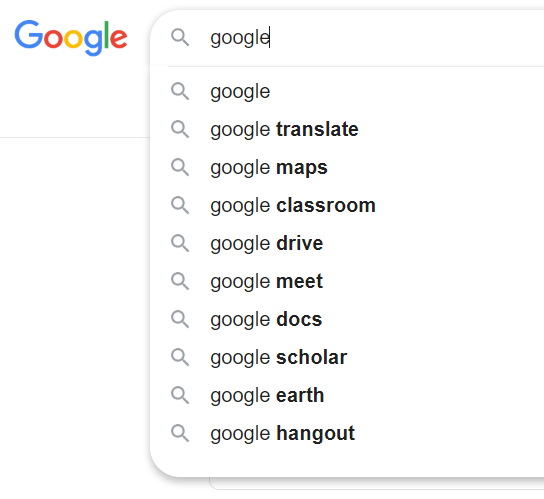 Google
google
google
google translate
google maps
google classroom
google drive
google meet
google docs
google scholar
google earth
google hangout